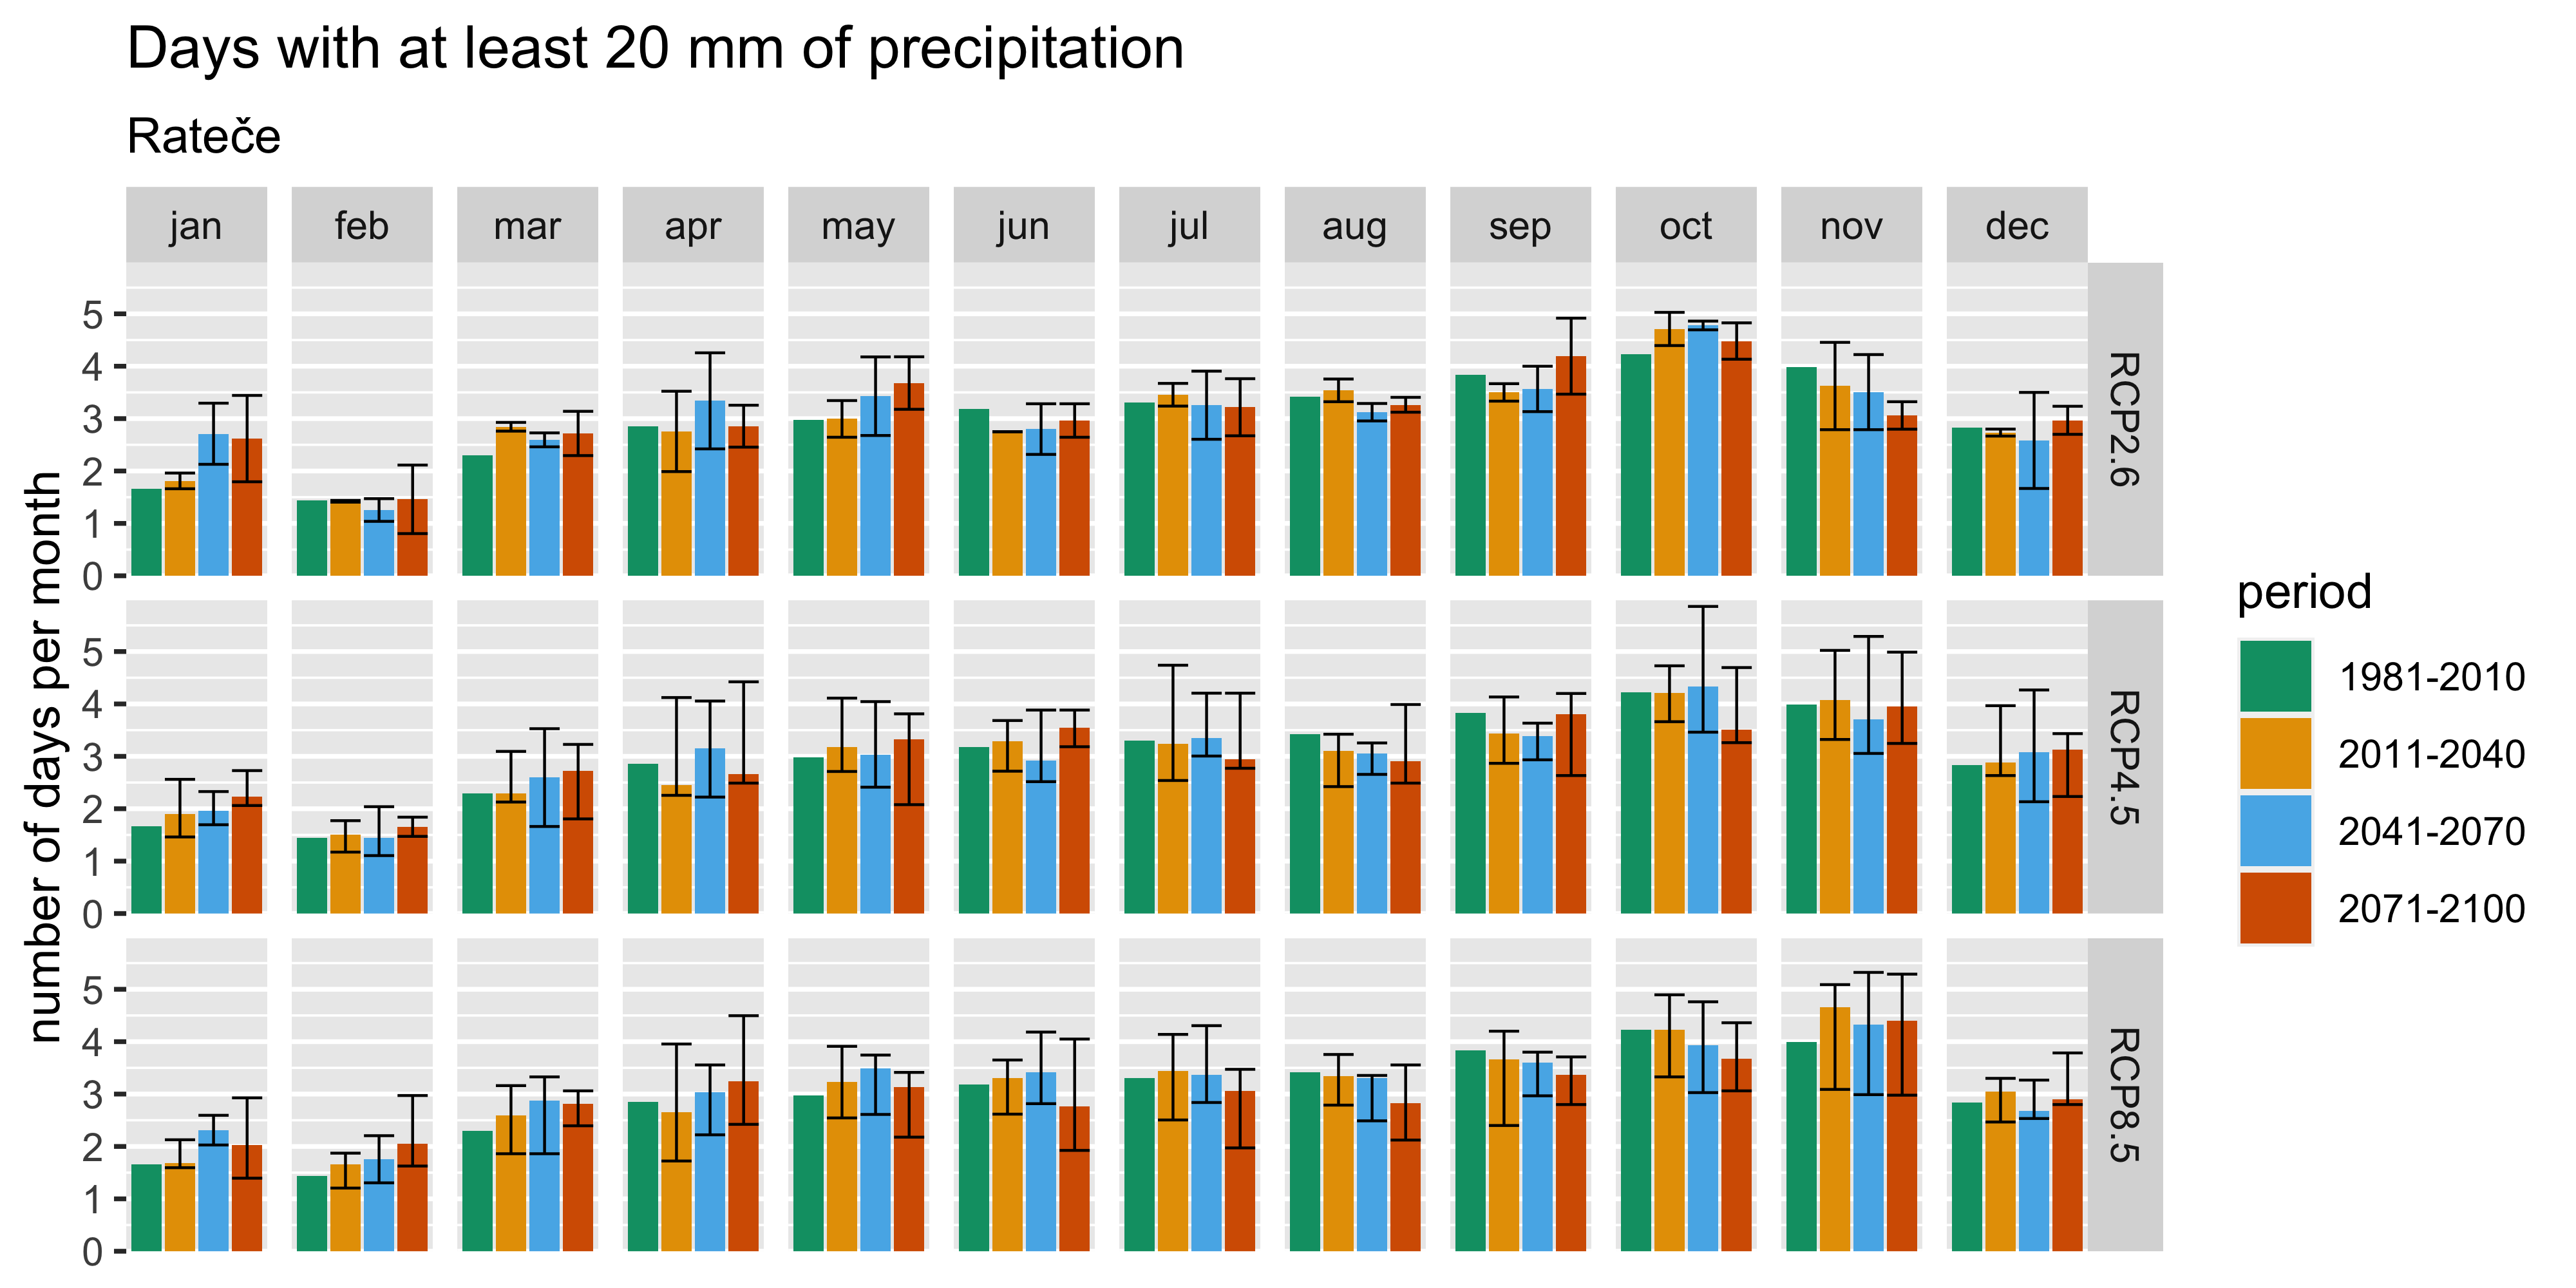 Days with at least 20 mm of precipitation
Rateče
jan feb mar apr may jun jul aug sep oct nov dec
number of days per month
5
4
3
2
1
0
RCP2.6
5
4
3
2
1
0
RCP4.5
5
4
3
2
1
0
RCP8.5
period
1981-2010
2011-2040
2041-2070
2071-2100